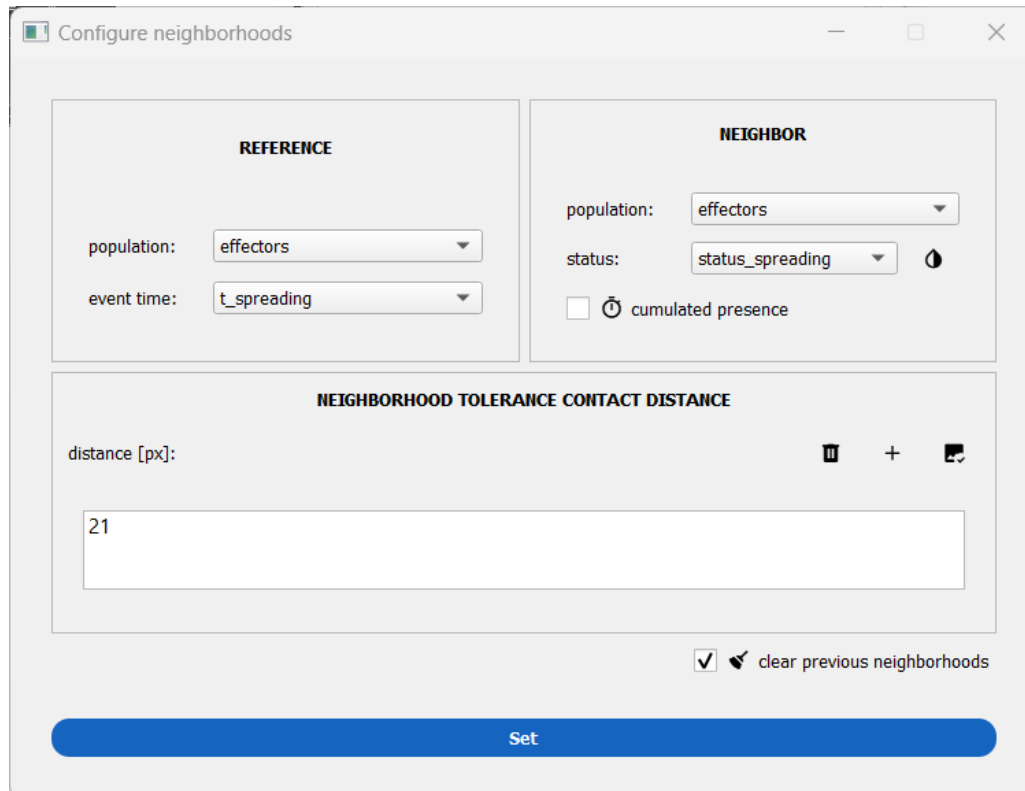 Configure neighborhoods
REFERENCE
population: effectors
event time: t_spreading
NEIGHBOR
population: effectors
status: status_spreading
cumulated presence
NEIGHBORHOOD TOLERANCE CONTACT DISTANCE
distance [px]:
21
clear previous neighborhoods
Set